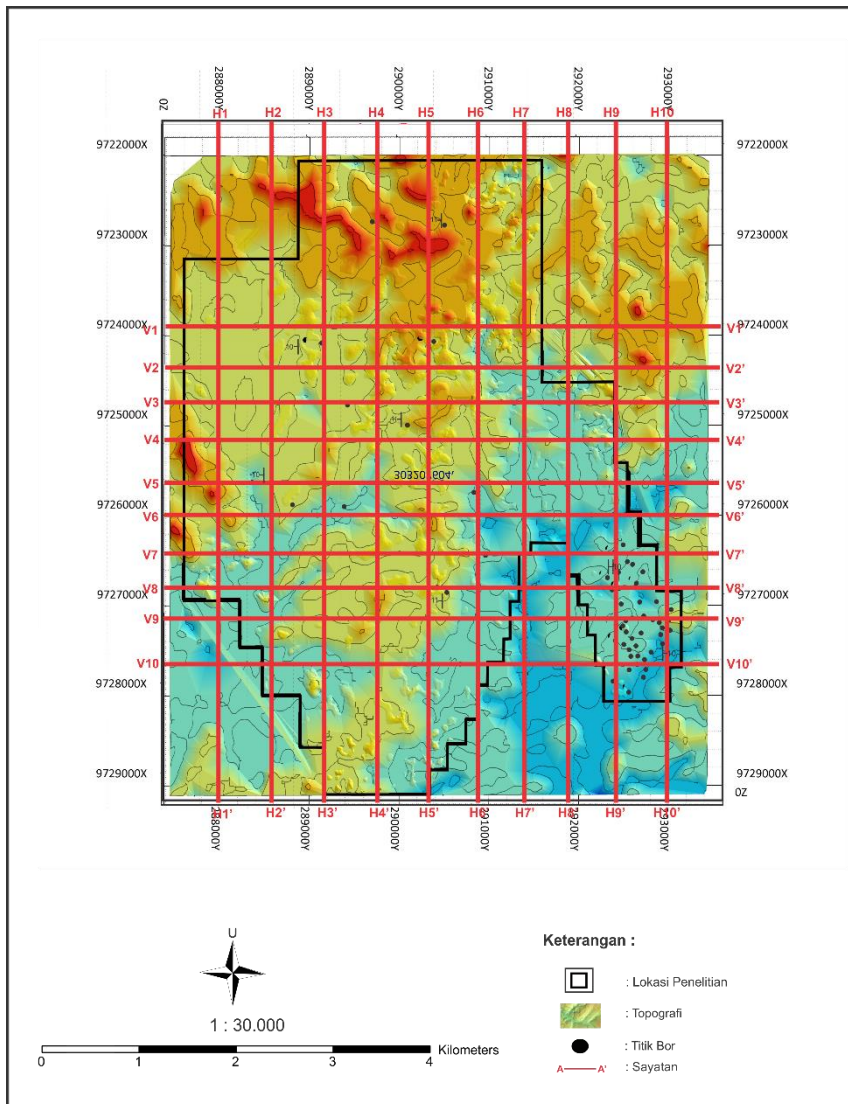 0Z 288000Y 289000Y 290000Y 291000Y 292000Y 293000Y
H1 H2 H3 H4 H5 H6 H7 H8 H9 H10
9722000X 9722000X
9723000X 9723000X
9724000X 9724000X
V1 V1'
V2 V2'
V3 V3'
9725000X 9725000X
V4 V4'
30320 604,
V5 V5'
9726000X 9726000X
V6 V6'
V7 V7'
V8 V8'
9727000X 9727000X
V9 V9'
V10 V10'
9728000X 9728000X
9729000X 9729000X
0Z
H1' H2' H3' H4' H5' H6' H7' H8' H9' H10'
288000Y 289000Y 290000Y 291000Y 292000Y 293000Y
U
1 : 30.000
Kilometers
0 1 2 3 4
Keterangan :
: Lokasi Penelitian
: Topografi
: Titik Bor
A A' : Sayatan